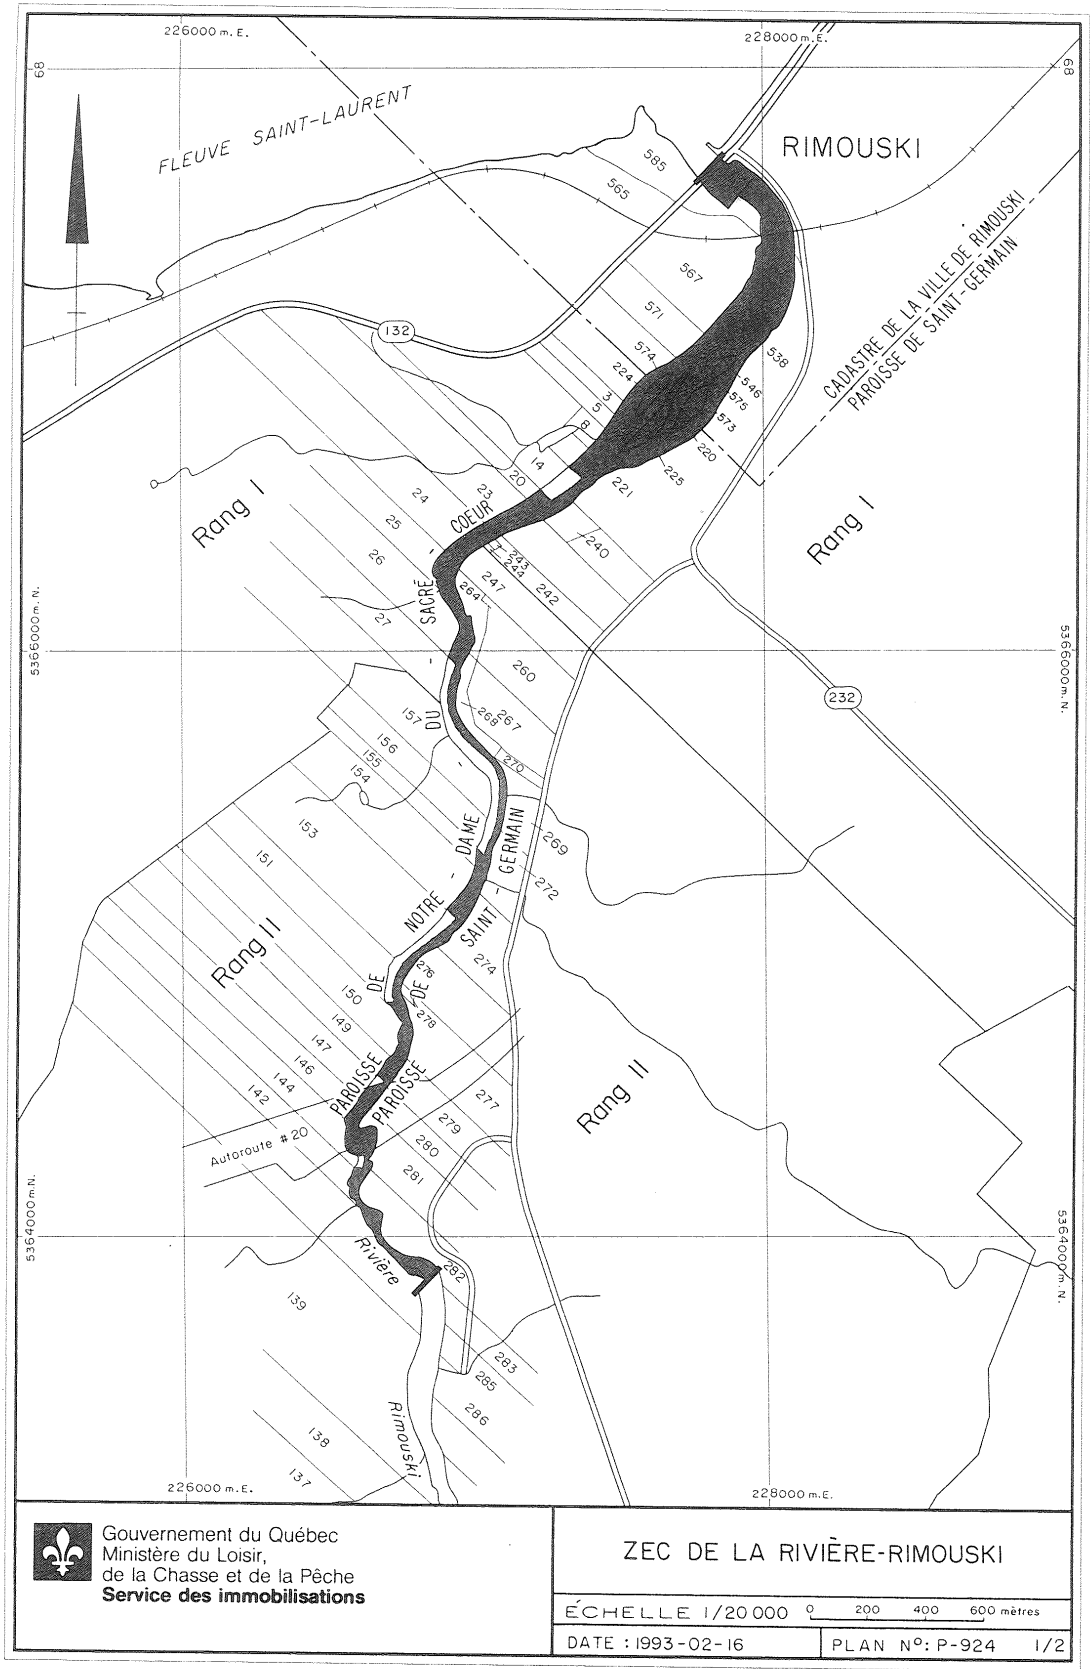 226000 m. E.
228000 m. E.
68
68
FLEUVE SAINT-LAURENT
RIMOUSKI
585
565
CADASTRE DE LA VILLE DE RIMOUSKI
PAROISSE DE SAINT-GERMAIN
567
571
132
574
538
224
546
3
575
5
573
8
220
14
225
20
221
23
24
Rang I
COEUR
25
240
Rang I
26
243
244
247
242
SACRÉ
264
27
5366000 m. N.
5366000 m. N.
260
232
157
DU
268
267
156
155
270
154
153
DAME
GERMAIN
269
151
272
NOTRE
SAINT
Rang II
274
276
DE
DE
150
278
149
147
PAROISSE
PAROISSE
146
144
277
Rang II
142
279
Autoroute #20
280
281
5364000 m. N.
5364000 m. N.
Rivière
282
139
283
285
286
Rimouski
138
137
226000 m. E.
228000 m. E.
Gouvernement du Québec
Ministère du Loisir,
de la Chasse et de la Pêche
Service des immobilisations
ZEC DE LA RIVIÈRE-RIMOUSKI
ÉCHELLE 1/20 000 0 200 400 600 mètres
DATE : 1993-02-16
PLAN Nº: P-924 1/2